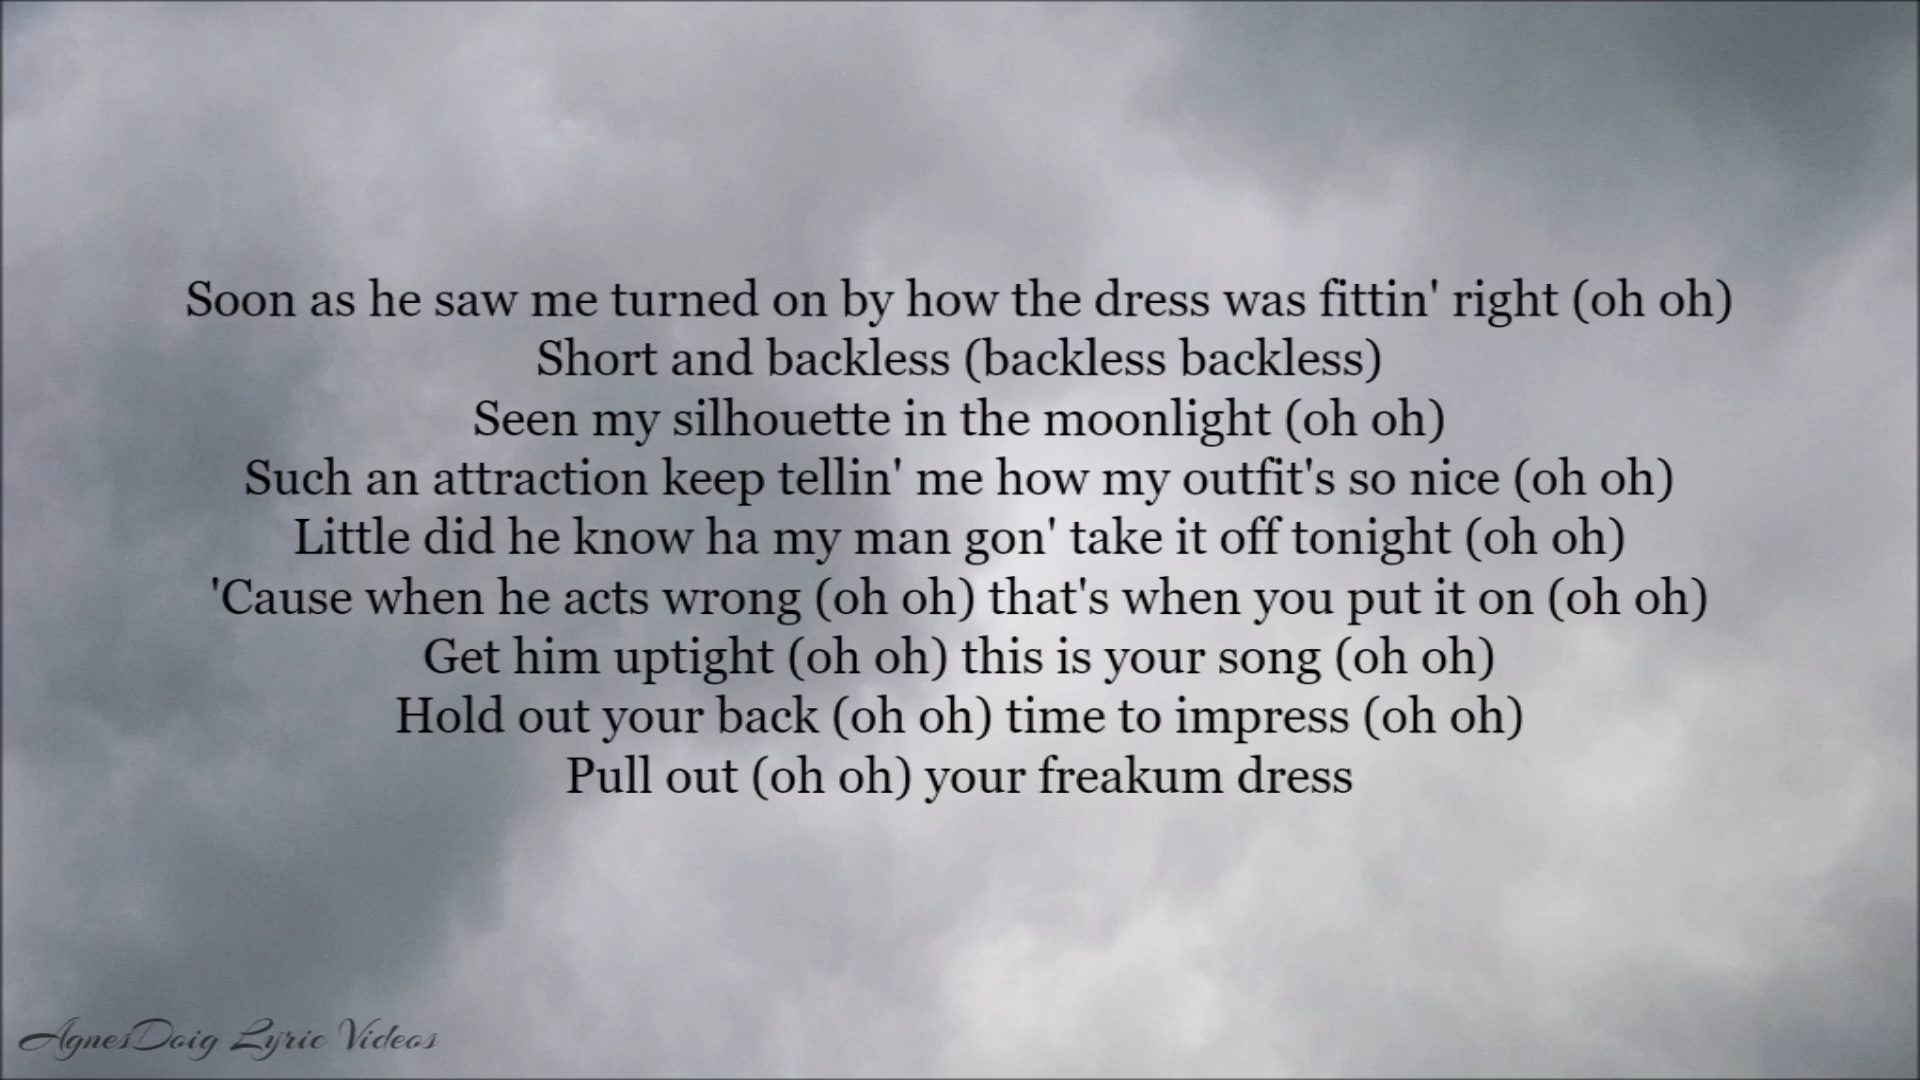 Soon as he saw me turned on by how the dress was fittin' right (oh oh)
Short and backless (backless backless)
Seen my silhouette in the moonlight (oh oh)
Such an attraction keep tellin' me how my outfit's so nice (oh oh)
Little did he know ha my man gon' take it off tonight (oh oh)
'Cause when he acts wrong (oh oh) that's when you put it on (oh oh)
Get him uptight (oh oh) this is your song (oh oh)
Hold out your back (oh oh) time to impress (oh oh)
Pull out (oh oh) your freakum dress
AgnesDoig Lyric Videos